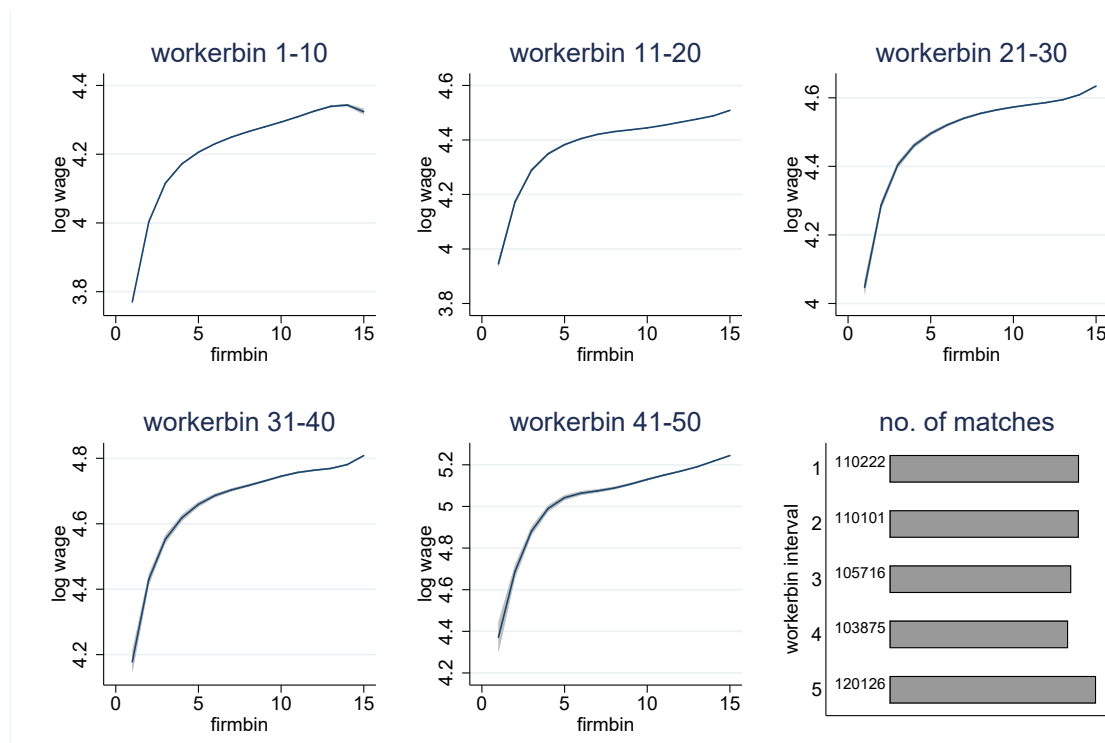 workerbin 1-10
log wage
4.4
4.2
4
3.8
0 5 10 15
firmbin
workerbin 11-20
log wage
4.6
4.4
4.2
4
3.8
0 5 10 15
firmbin
workerbin 21-30
log wage
4.6
4.4
4.2
4
0 5 10 15
firmbin
workerbin 31-40
log wage
4.8
4.6
4.4
4.2
0 5 10 15
firmbin
workerbin 41-50
log wage
5.2
5
4.8
4.6
4.4
4.2
0 5 10 15
firmbin
no. of matches
workerbin interval
1 110222
2 110101
3 105716
4 103875
5 120126